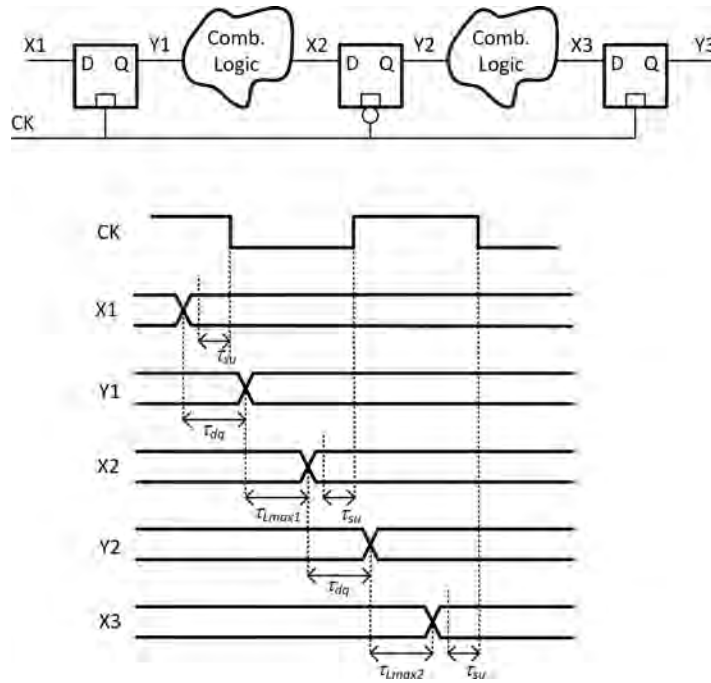 X1 Y1 Comb. Logic X2 Y2 Comb. Logic X3 Y3
D Q D Q D Q
CK
CK
X1
τsu
Y1
τdq
X2
τLmax1 τsu
Y2
τdq
X3
τLmax2 τsu